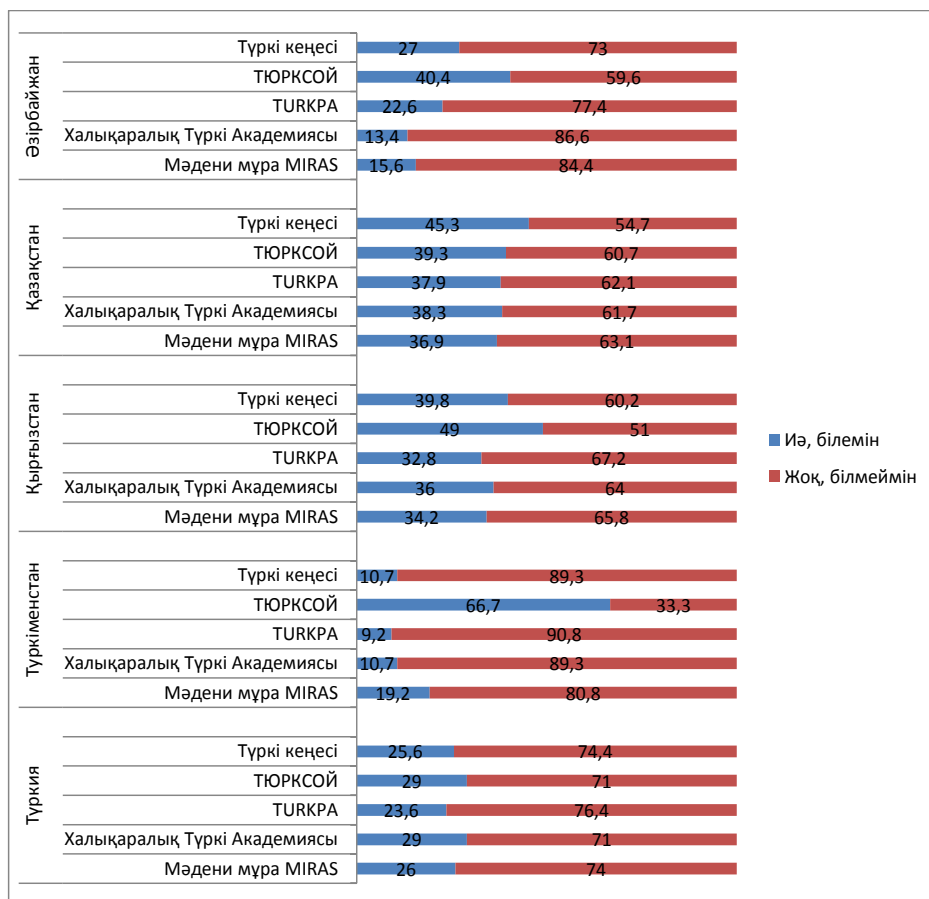 Әзірбайжан
Түркі кеңесі 27 73
ТЮРКСОЙ 40,4 59,6
TURKPA 22,6 77,4
Халықаралық Түркі Академиясы 13,4 86,6
Мәдени мұра MIRAS 15,6 84,4
Қазақстан
Түркі кеңесі 45,3 54,7
ТЮРКСОЙ 39,3 60,7
TURKPA 37,9 62,1
Халықаралық Түркі Академиясы 38,3 61,7
Мәдени мұра MIRAS 36,9 63,1
Қырғызстан
Түркі кеңесі 39,8 60,2
ТЮРКСОЙ 49 51
TURKPA 32,8 67,2
Халықаралық Түркі Академиясы 36 64
Мәдени мұра MIRAS 34,2 65,8
Түркіменстан
Түркі кеңесі 10,7 89,3
ТЮРКСОЙ 66,7 33,3
TURKPA 9,2 90,8
Халықаралық Түркі Академиясы 10,7 89,3
Мәдени мұра MIRAS 19,2 80,8
Түркия
Түркі кеңесі 25,6 74,4
ТЮРКСОЙ 29 71
TURKPA 23,6 76,4
Халықаралық Түркі Академиясы 29 71
Мәдени мұра MIRAS 26 74
Иә, білемін
Жоқ, білмеймін